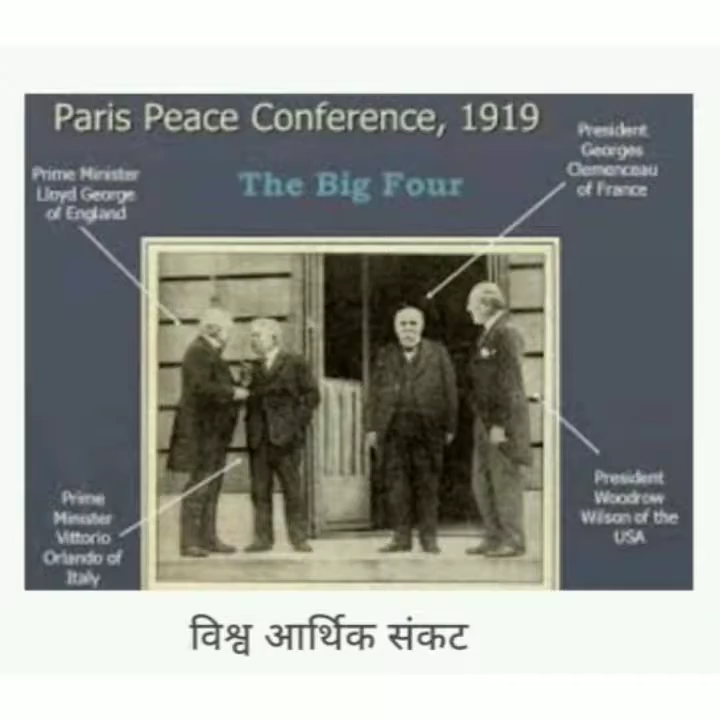 Paris Peace Conference, 1919
President
Georges
Clemenceau
of France
Prime Minister
Lloyd George
of England
The Big Four
Prime
Minister
Vittorio
Orlando of
Italy
President
Woodrow
Wilson of the
USA
विश्व आर्थिक संकट